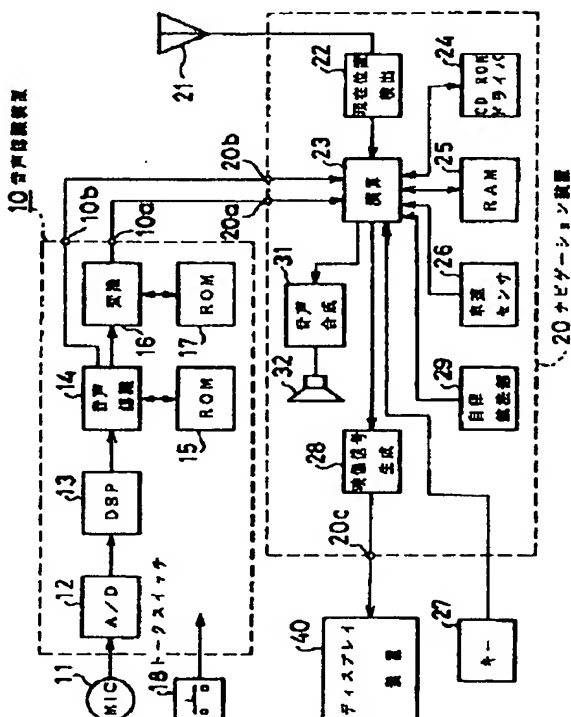 10 音声認識装置
11
MIC
12
A/D
13
DSP
14
音声
認識
15
ROM
16
変換
17
ROM
10a
10b
18 トークスイッチ
20a
20b
21
22
現在位置
検出
23
演算
24
CD ROM
ドライバ
25
RAM
26
車速
センサ
29
自律
航法部
31
音声
合成
32
28
映像信号
生成
20c
20 ナビゲーション装置
27
キー
40
ディスプレイ
装置